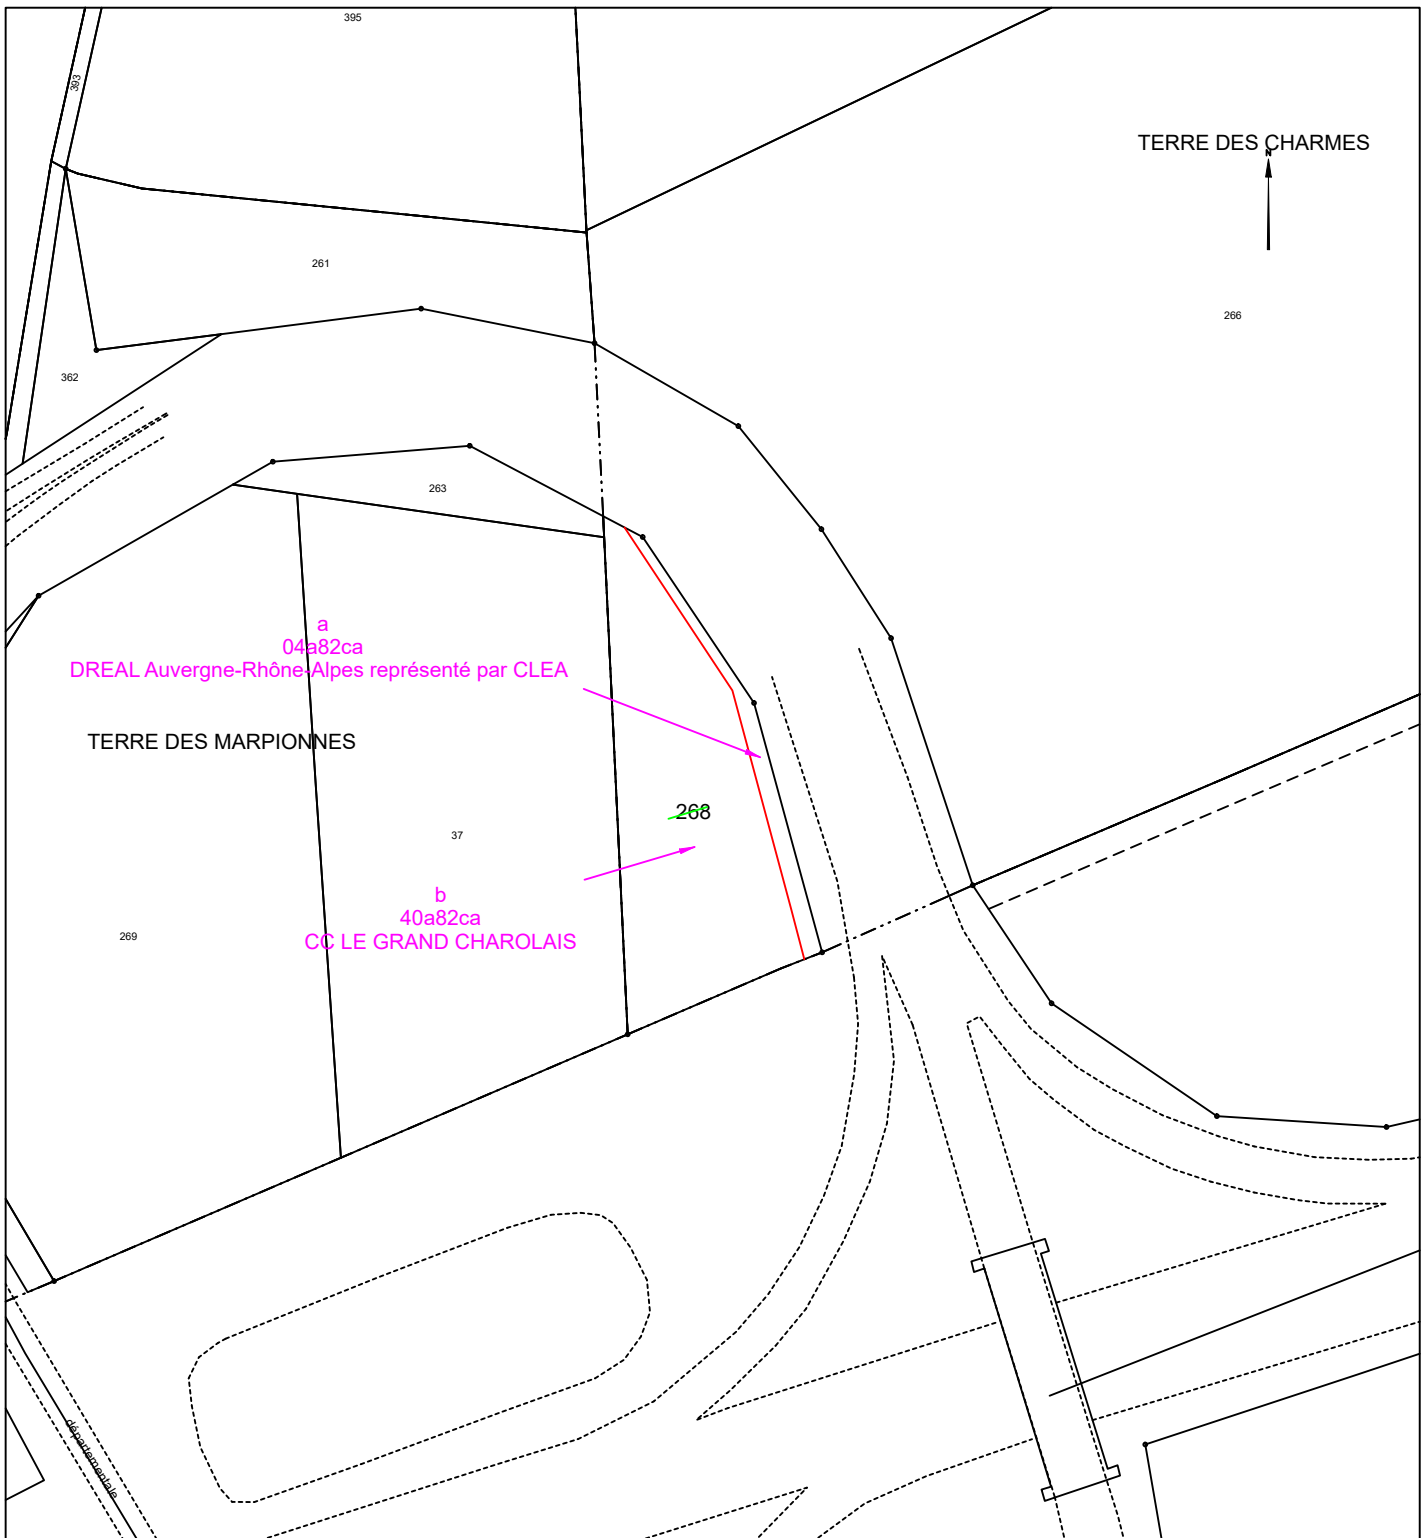 395
393
TERRE DES CHARMES
N
261
266
362
263
a
04a82ca
DREAL Auvergne-Rhône-Alpes représenté par CLEA
TERRE DES MARPIONNES
268
37
b
40a82ca
CC LE GRAND CHAROLAIS
269
départementale